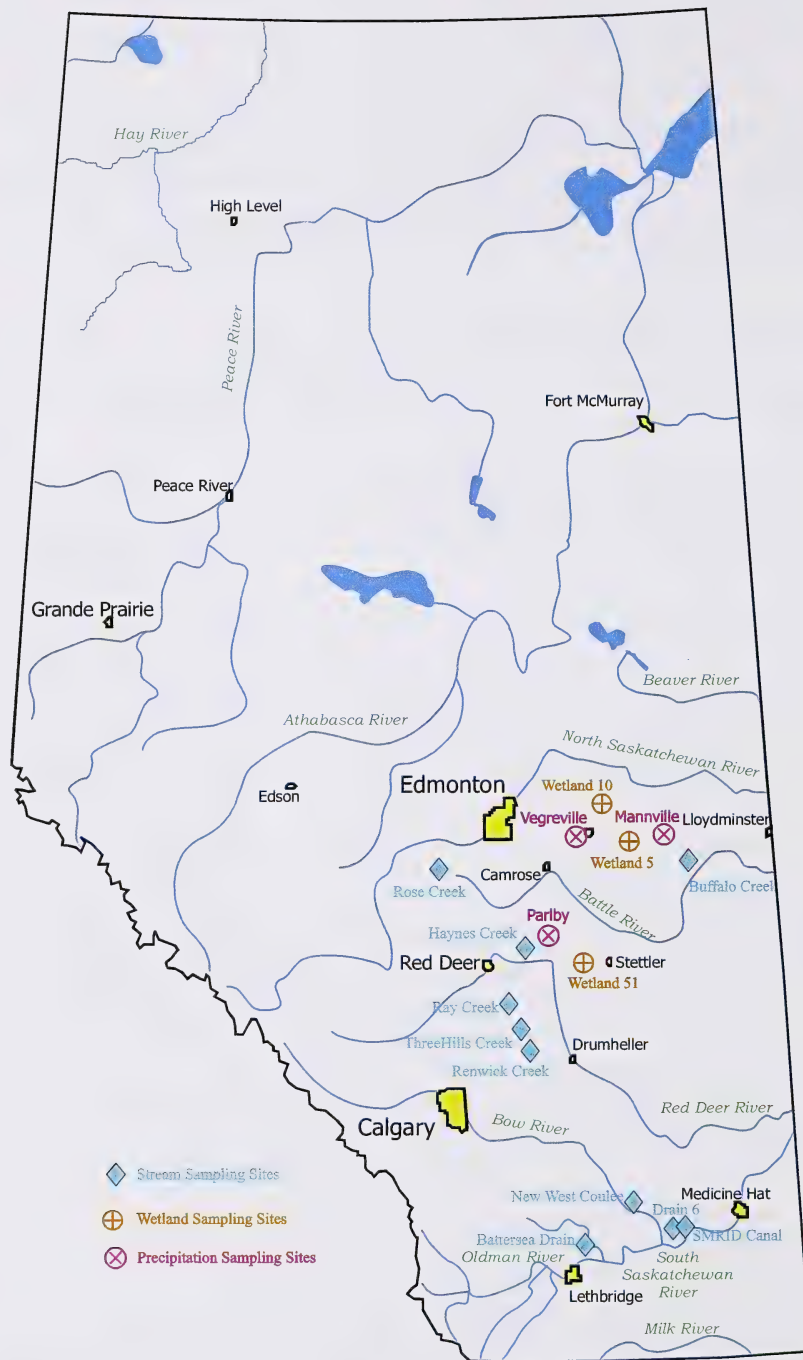 Hay River
High Level
Peace River
Fort McMurray
Peace River
Grande Prairie
Beaver River
Athabasca River
North Saskatchewan River
Edmonton
Wetland 10
Edson
Vegreville
Mannville
Lloydminster
Wetland 5
Rose Creek
Camrose
Buffalo Creek
Battle River
Parlby
Haynes Creek
Red Deer
Stettler
Wetland 51
Ray Creek
ThreeHills Creek
Drumheller
Renwick Creek
Red Deer River
Calgary
Bow River
Stream Sampling Sites
New West Coulee
Medicine Hat
Drain 6
Wetland Sampling Sites
Battersea Drain
SMRID Canal
Precipitation Sampling Sites
Oldman River
South
Saskatchewan
River
Lethbridge
Milk River